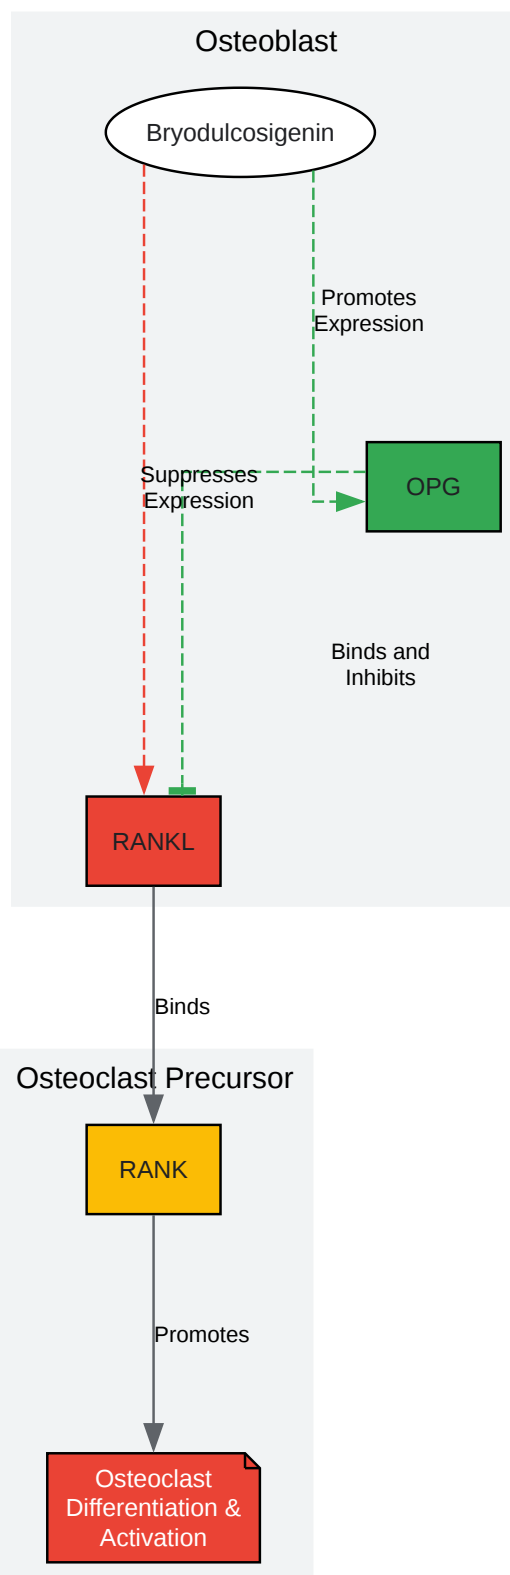 Osteoblast
Bryodulcosigenin
Promotes
Expression
Suppresses
Expression
OPG
Binds and
Inhibits
RANKL
Binds
Osteoclast Precursor
RANK
Promotes
Osteoclast
Differentiation &
Activation